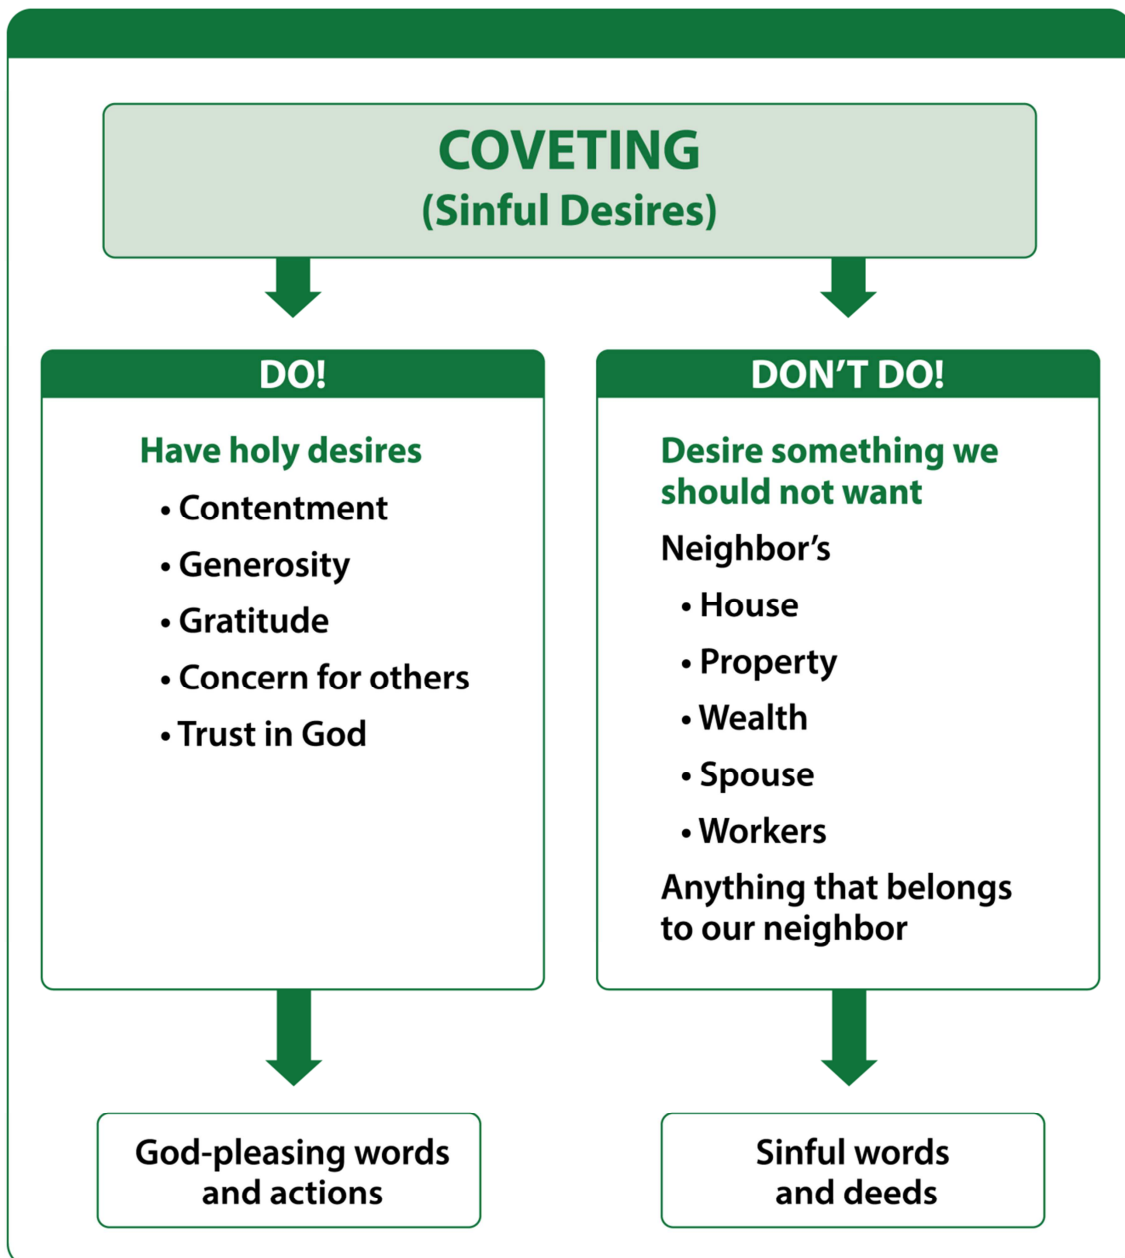 COVETING
(Sinful Desires)
DO!
Have holy desires
• Contentment
• Generosity
• Gratitude
• Concern for others
• Trust in God
God-pleasing words
and actions
DON’T DO!
Desire something we
should not want
Neighbor’s
• House
• Property
• Wealth
• Spouse
• Workers
Anything that belongs
to our neighbor
Sinful words
and deeds